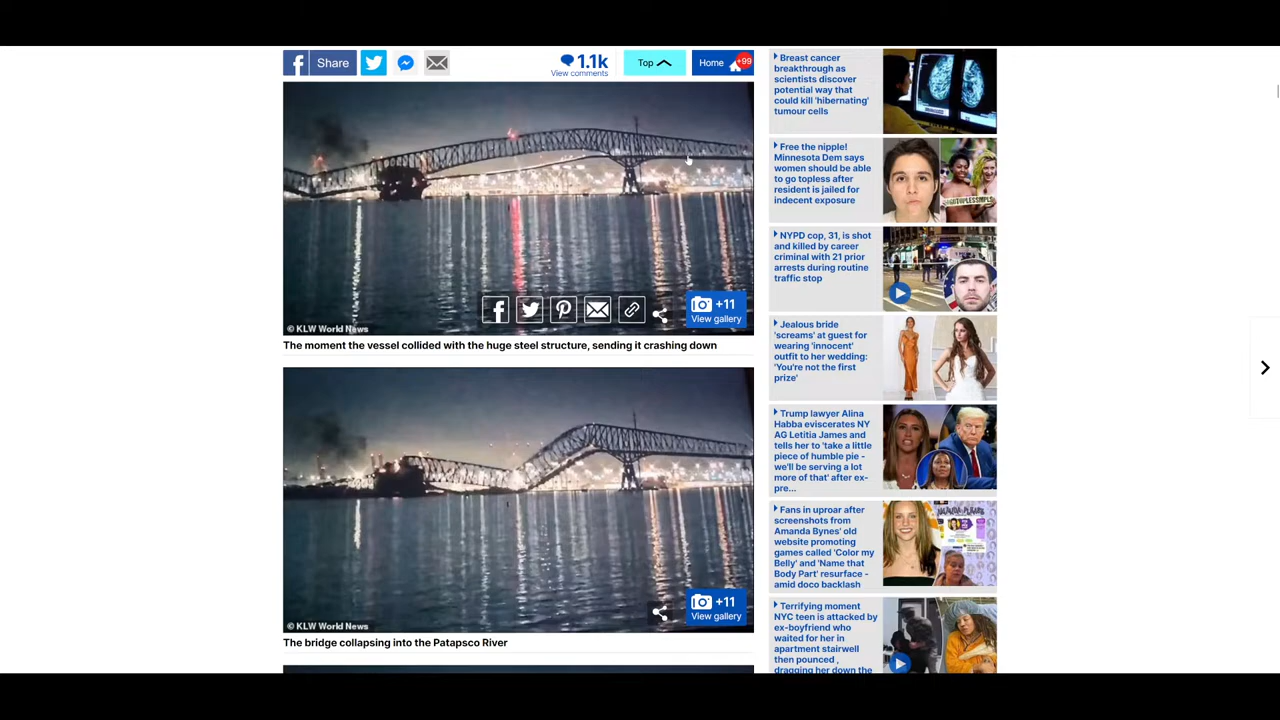 Share
1.1k
View comments
Top
Home
+99
+11
View gallery
© KLW World News
The moment the vessel collided with the huge steel structure, sending it crashing down
+11
View gallery
© KLW World News
The bridge collapsing into the Patapsco River
Breast cancer
breakthrough as
scientists discover
potential way that
could kill 'hibernating'
tumour cells
Free the nipple!
Minnesota Dem says
women should be able
to go topless after
resident is jailed for
indecent exposure
NYPD cop, 31, is shot
and killed by career
criminal with 21 prior
arrests during routine
traffic stop
Jealous bride
'screams' at guest for
wearing 'innocent'
outfit to her wedding:
'You're not the first
prize'
Trump lawyer Alina
Habba eviscerates NY
AG Letitia James and
tells her to 'take a little
piece of humble pie -
we'll be serving a lot
more of that' after ex-
pre...
Fans in uproar after
screenshots from
Amanda Bynes' old
website promoting
games called 'Color my
Belly' and 'Name that
Body Part' resurface -
amid doco backlash
Terrifying moment
NYC teen is attacked by
ex-boyfriend who
waited for her in
apartment stairwell
then pounced ,
dragging her down the